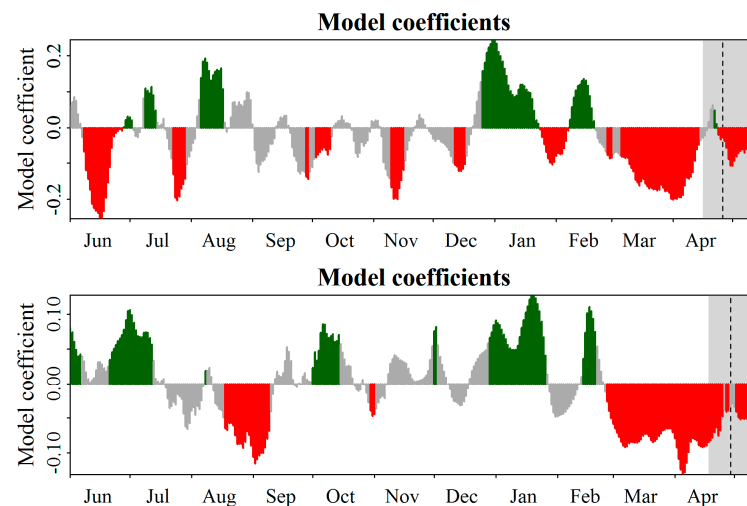 Model coefficients
Model coefficient
0.2
0.0
-0.2
Jun Jul Aug Sep Oct Nov Dec Jan Feb Mar Apr
Model coefficients
Model coefficient
0.10
0.00
-0.10
Jun Jul Aug Sep Oct Nov Dec Jan Feb Mar Apr